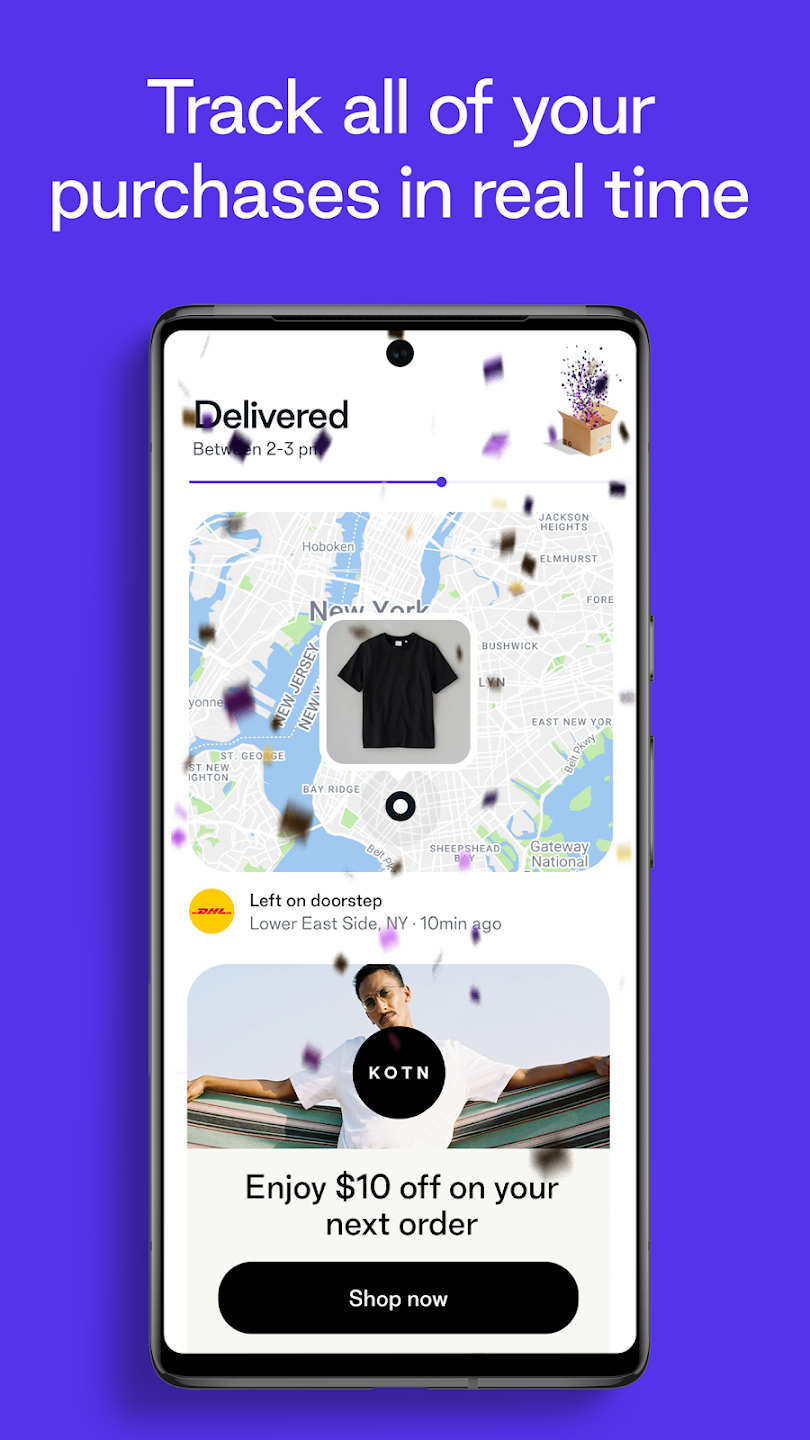 Track all of your
purchases in real time
Delivered
Between 2-3 pm
JACKSON
HEIGHTS
Hoboken
ELMHURST
FORE
New York
BUSHWICK
LYN
NEW JERSEY
NEW Y
yonne
EAST NEW YOR
Belt Pkwy
ST. GEORGE
ST NEW
IGHTON
BAY RIDGE
Belt Pk
SHEEPSHEAD
BAY
Gateway
National
DHL
Left on doorstep
Lower East Side, NY · 10min ago
KOTN
Enjoy $10 off on your
next order
Shop now